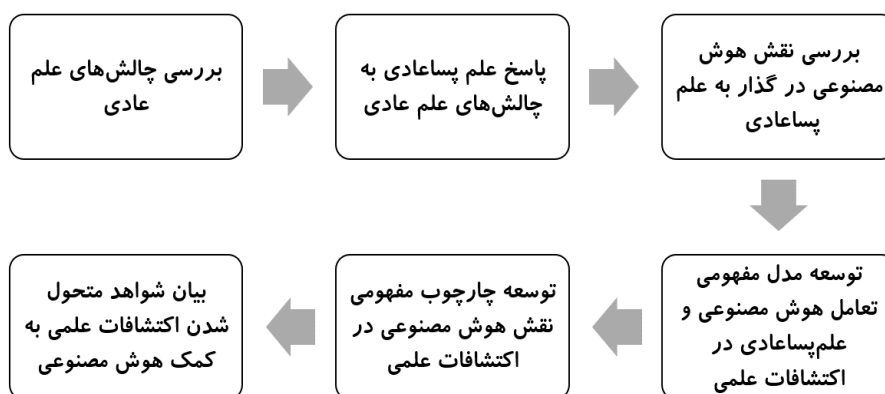 بررسی چالش‌های علم
عادی
پاسخ علم پساعادی به
چالش‌های علم عادی
بررسی نقش هوش
مصنوعی در گذار به علم
پساعادی
توسعه مدل مفهومی
تعامل هوش مصنوعی و
علم‌پساعادی در
اکتشافات علمی
توسعه چارچوب مفهومی
نقش هوش مصنوعی در
اکتشافات علمی
بیان شواهد متحول
شدن اکتشافات علمی به
کمک هوش مصنوعی